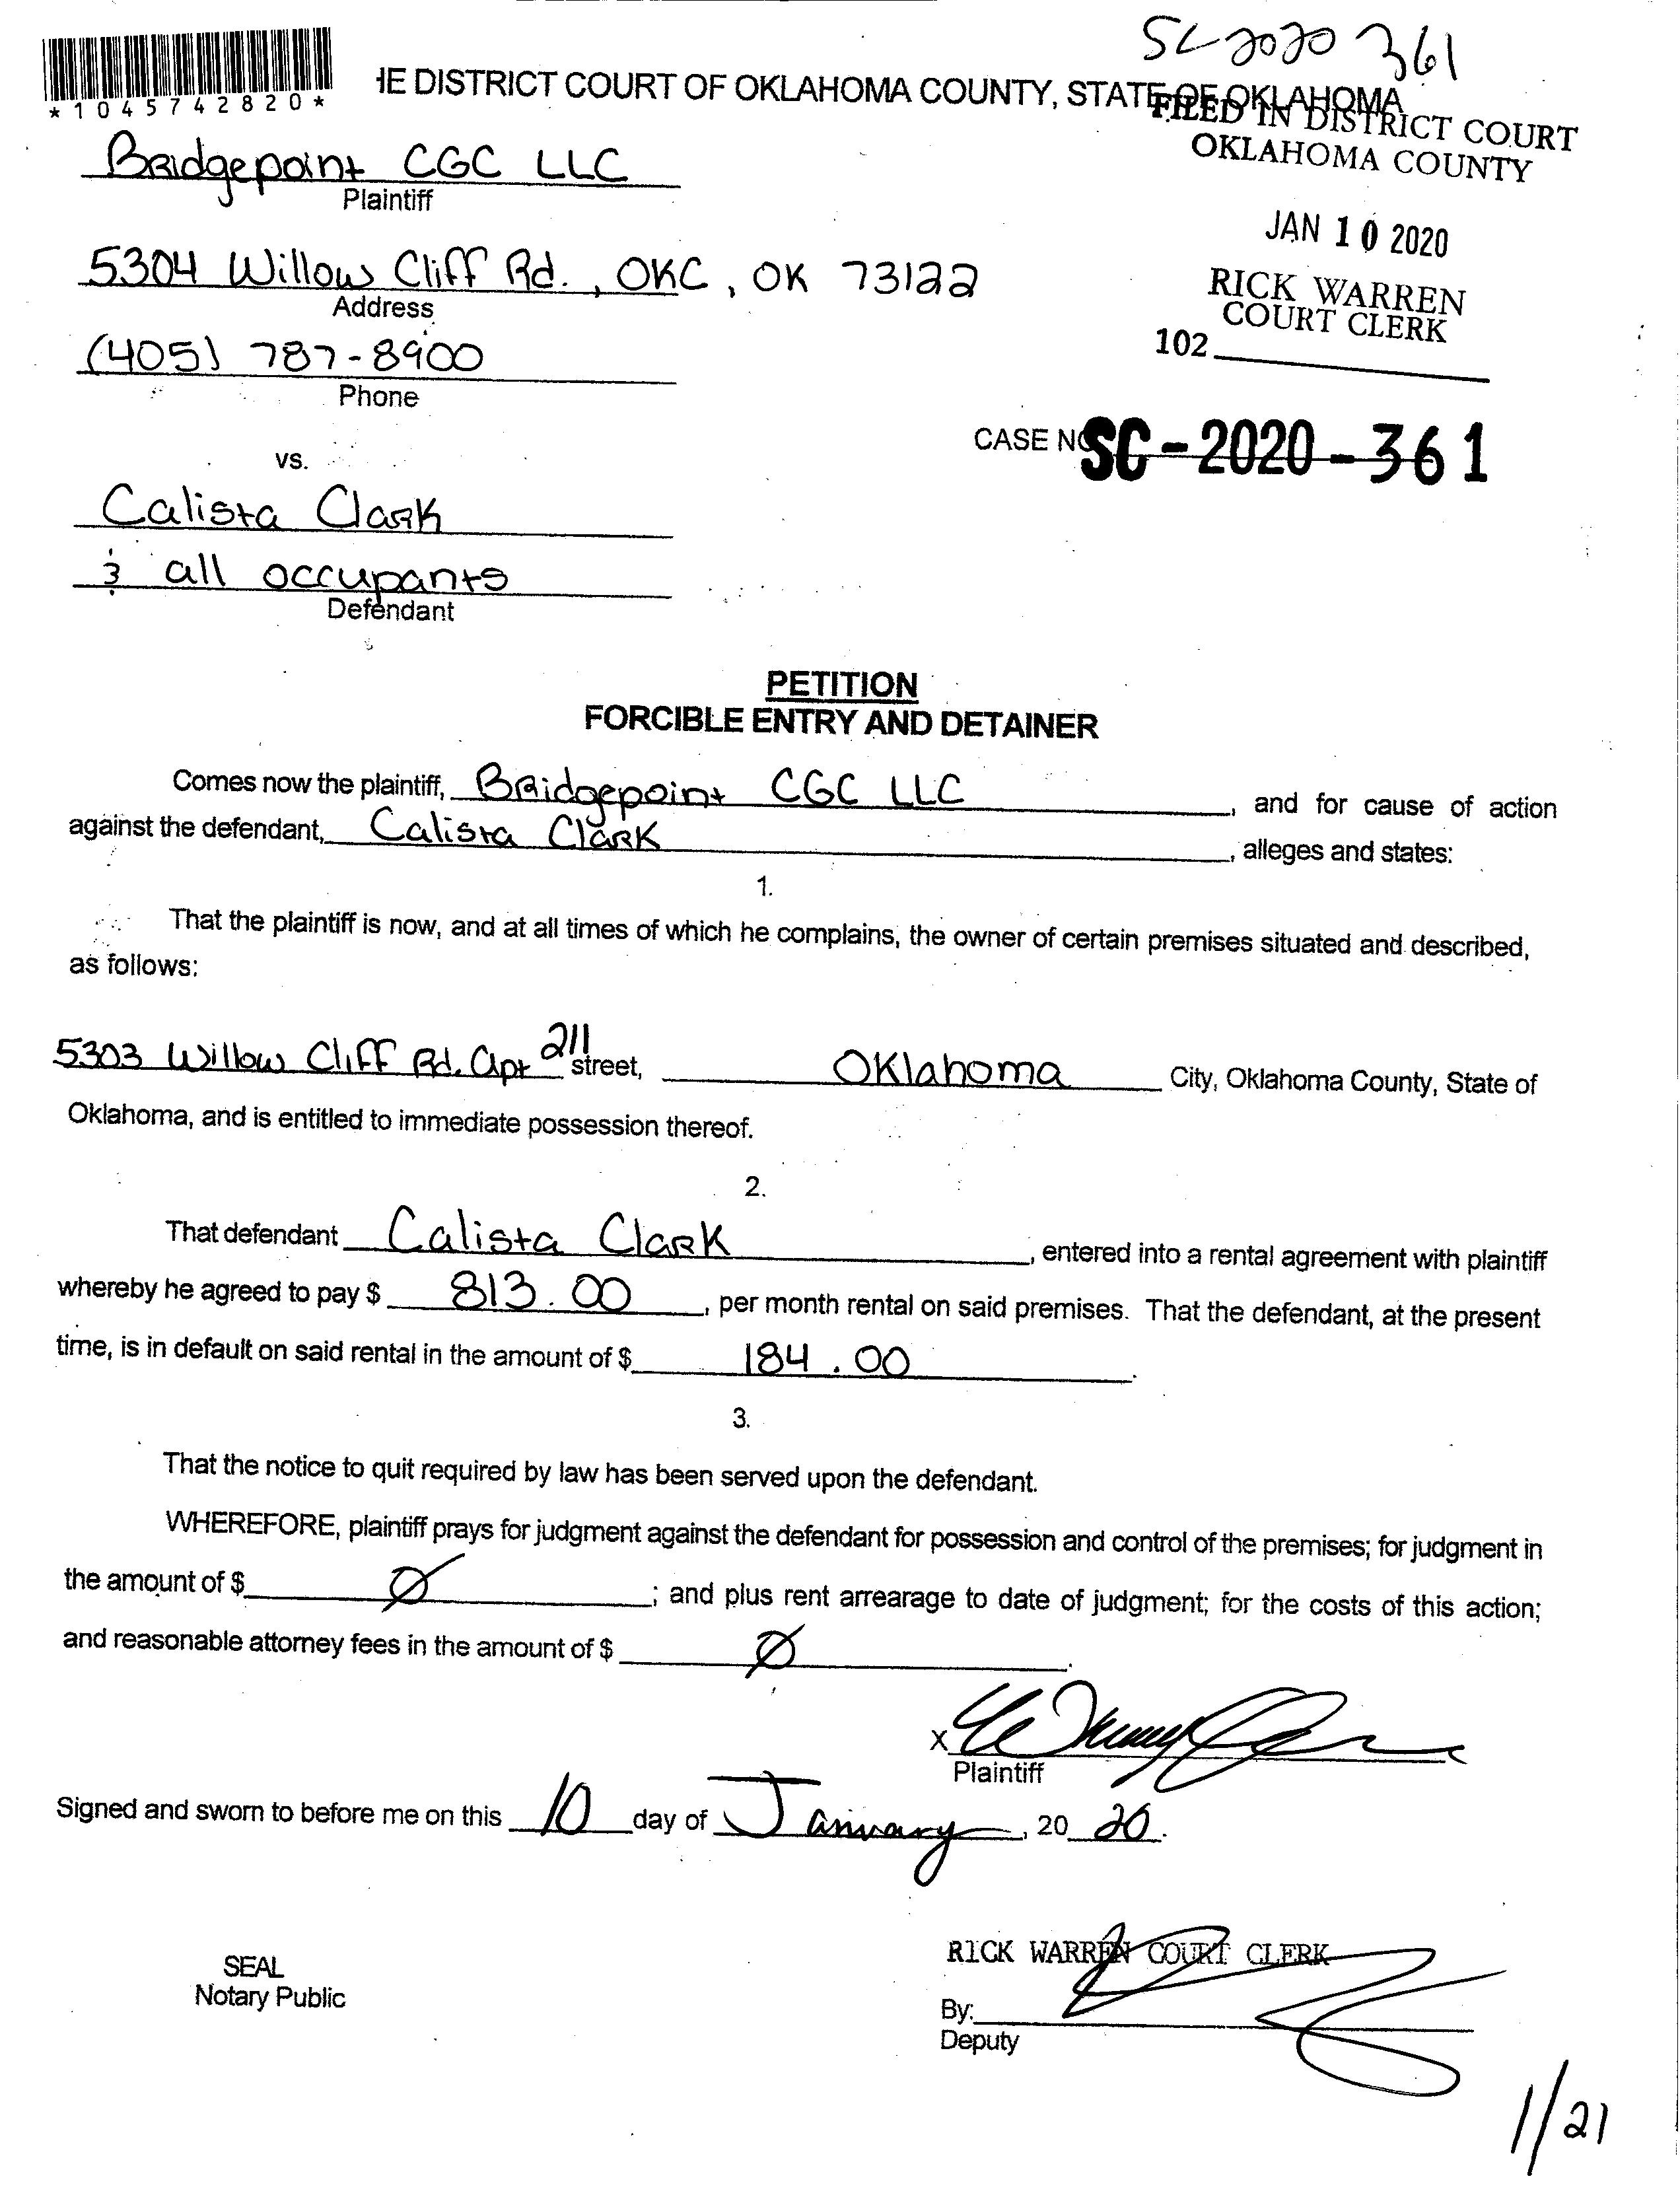 SC 2020 361
*1045742820*
HE DISTRICT COURT OF OKLAHOMA COUNTY, STATE OF OKLAHOMA
FILED IN DISTRICT COURT
OKLAHOMA COUNTY
Bridgepoint CGC LLC
Plaintiff
JAN 10 2020
5304 Willow Cliff Rd., OKC, OK 73122
Address
RICK WARREN
COURT CLERK
102
(405) 787-8900
Phone
CASE NO SC-2020-361
vs.
Calista Clark
& all occupants
Defendant
PETITION
FORCIBLE ENTRY AND DETAINER
Comes now the plaintiff, Bridgepoint CGC LLC, and for cause of action
against the defendant, Calista Clark, alleges and states:
1.
That the plaintiff is now, and at all times of which he complains, the owner of certain premises situated and described,
as follows:
5303 Willow Cliff Rd. Apt 211 street, Oklahoma City, Oklahoma County, State of
Oklahoma, and is entitled to immediate possession thereof.
2.
That defendant Calista Clark, entered into a rental agreement with plaintiff
whereby he agreed to pay $ 813.00, per month rental on said premises. That the defendant, at the present
time, is in default on said rental in the amount of $ 184.00.
3.
That the notice to quit required by law has been served upon the defendant.
WHEREFORE, plaintiff prays for judgment against the defendant for possession and control of the premises; for judgment in
the amount of $ Ø; and plus rent arrearage to date of judgment; for the costs of this action;
and reasonable attorney fees in the amount of $ Ø.
X
Plaintiff
Signed and sworn to before me on this 10 day of January, 2020.
RICK WARREN COURT CLERK
SEAL
Notary Public
By:
Deputy
1/21